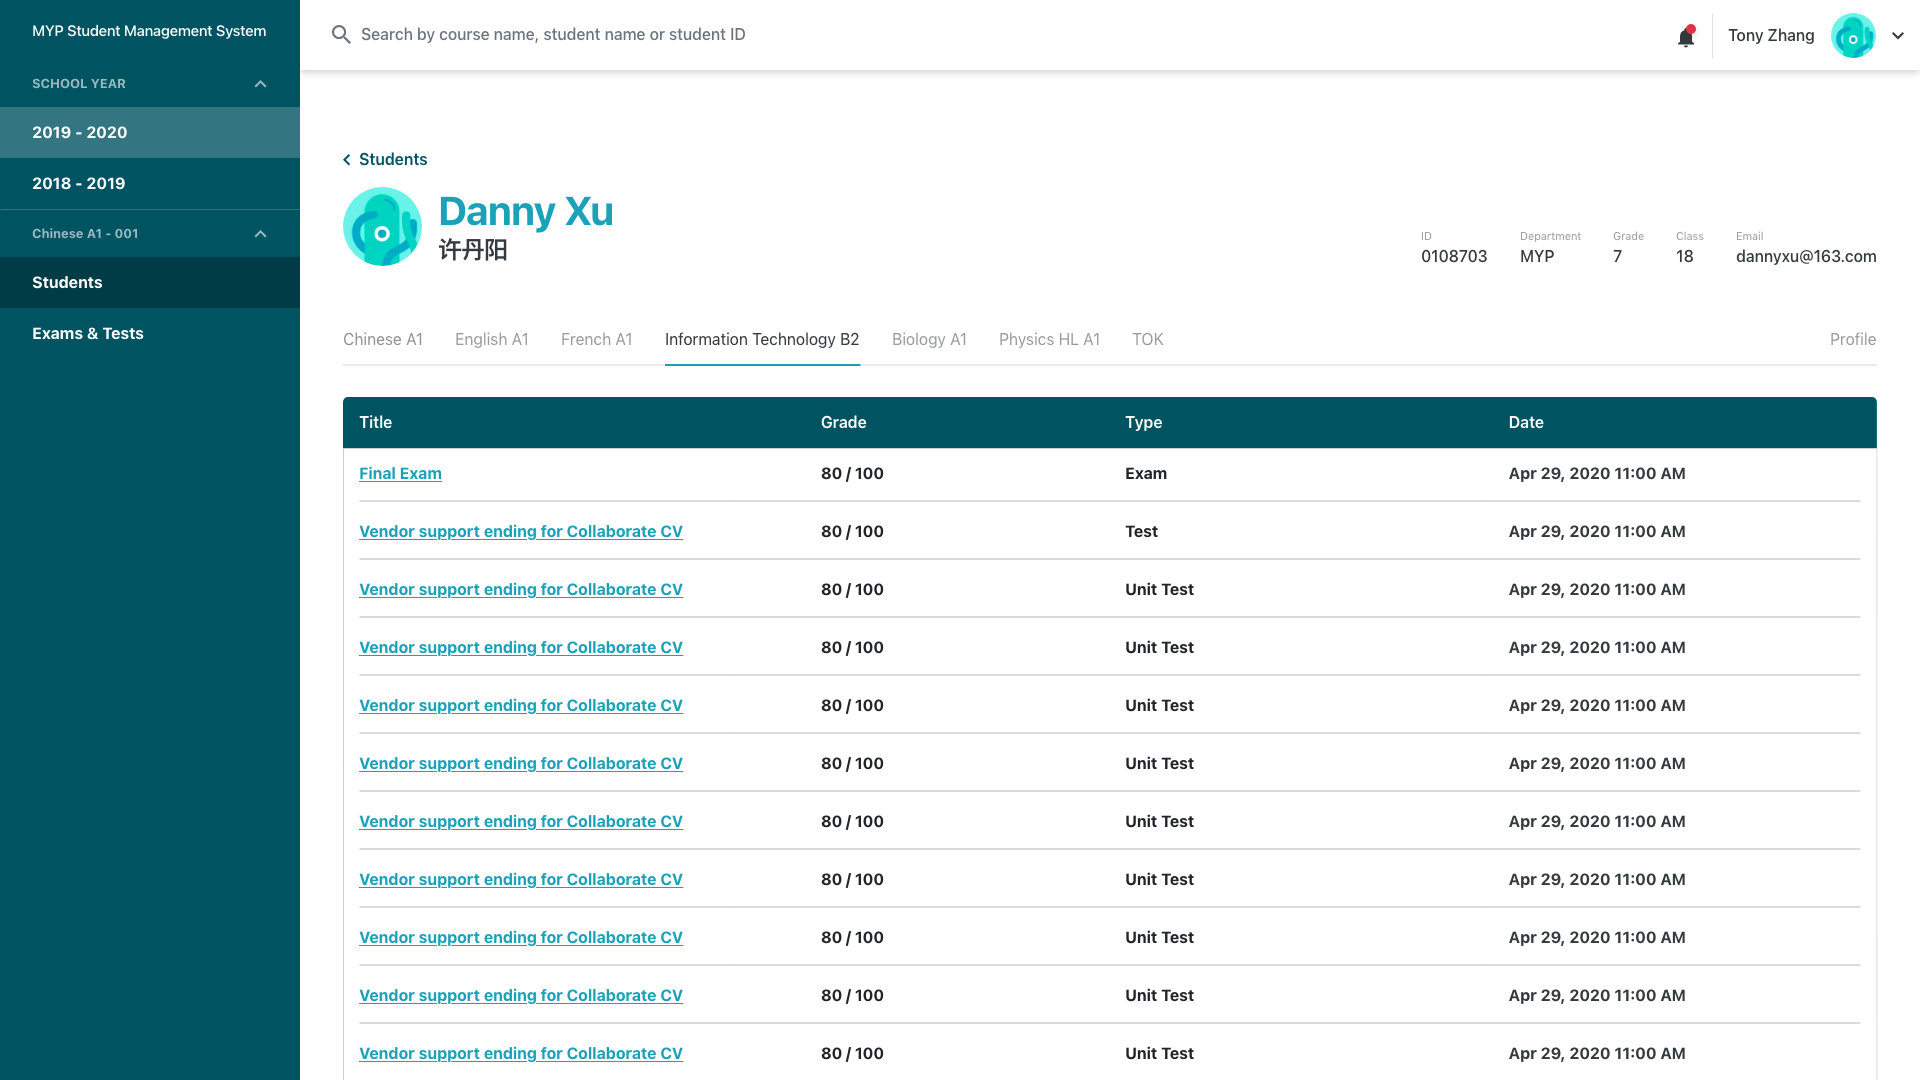 MYP Student Management System
SCHOOL YEAR
2019 - 2020
2018 - 2019
Chinese A1 - 001
Students
Exams & Tests
Search by course name, student name or student ID
Tony Zhang
Students
Danny Xu
许丹阳
ID
0108703
Department
MYP
Grade
7
Class
18
Email
dannyxu@163.com
Chinese A1 English A1 French A1 Information Technology B2 Biology A1 Physics HL A1 TOK Profile
Title Grade Type Date
Final Exam 80 / 100 Exam Apr 29, 2020 11:00 AM
Vendor support ending for Collaborate CV 80 / 100 Test Apr 29, 2020 11:00 AM
Vendor support ending for Collaborate CV 80 / 100 Unit Test Apr 29, 2020 11:00 AM
Vendor support ending for Collaborate CV 80 / 100 Unit Test Apr 29, 2020 11:00 AM
Vendor support ending for Collaborate CV 80 / 100 Unit Test Apr 29, 2020 11:00 AM
Vendor support ending for Collaborate CV 80 / 100 Unit Test Apr 29, 2020 11:00 AM
Vendor support ending for Collaborate CV 80 / 100 Unit Test Apr 29, 2020 11:00 AM
Vendor support ending for Collaborate CV 80 / 100 Unit Test Apr 29, 2020 11:00 AM
Vendor support ending for Collaborate CV 80 / 100 Unit Test Apr 29, 2020 11:00 AM
Vendor support ending for Collaborate CV 80 / 100 Unit Test Apr 29, 2020 11:00 AM
Vendor support ending for Collaborate CV 80 / 100 Unit Test Apr 29, 2020 11:00 AM